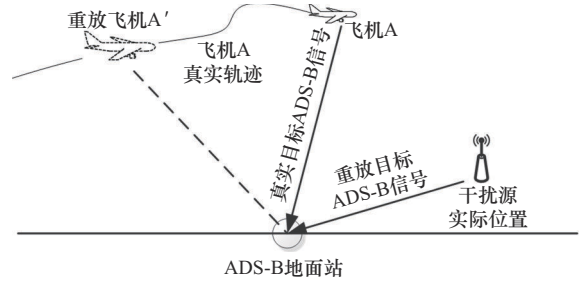 重放飞机A′
飞机A
飞机A
真实轨迹
真实目标ADS-B信号
重放目标
ADS-B信号
干扰源
实际位置
ADS-B地面站